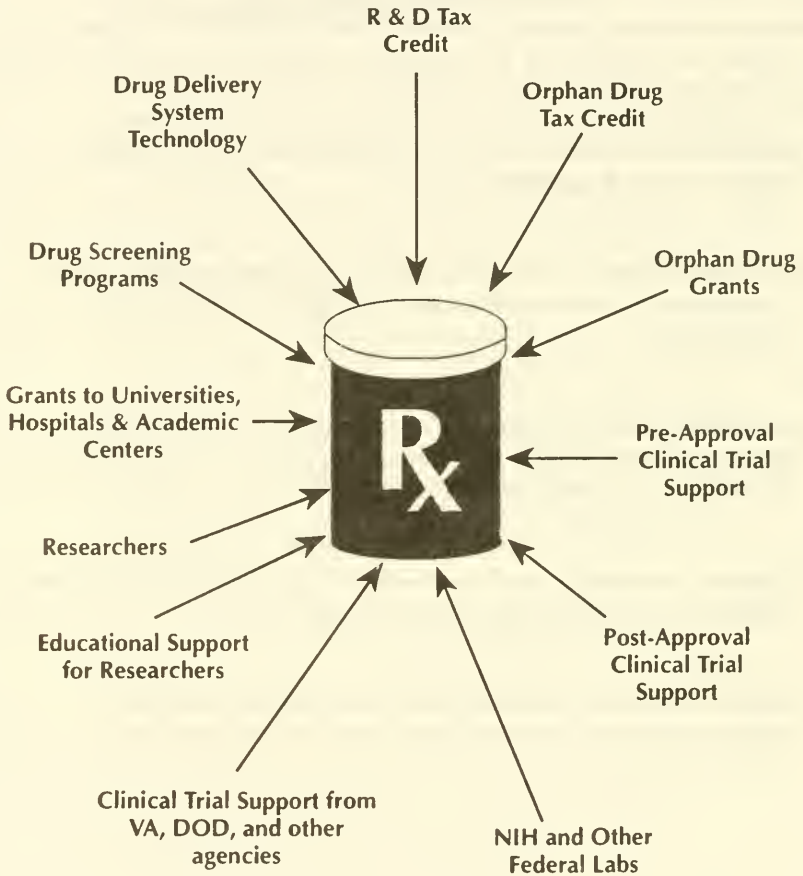 R & D Tax
Credit
Drug Delivery
System
Technology
Orphan Drug
Tax Credit
Drug Screening
Programs
Orphan Drug
Grants
Grants to Universities,
Hospitals & Academic
Centers
Rx
Pre-Approval
Clinical Trial
Support
Researchers
Educational Support
for Researchers
Post-Approval
Clinical Trial
Support
Clinical Trial Support from
VA, DOD, and other
agencies
NIH and Other
Federal Labs